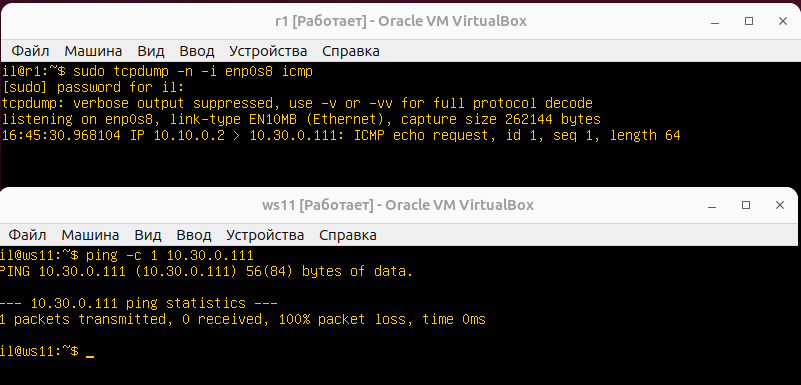 r1 [Работает] - Oracle VM VirtualBox
Файл Машина Вид Ввод Устройства Справка
il@r1:~$ sudo tcpdump -n -i enp0s8 icmp
[sudo] password for il:
tcpdump: verbose output suppressed, use -v or -vv for full protocol decode
listening on enp0s8, link-type EN10MB (Ethernet), capture size 262144 bytes
16:45:30.968104 IP 10.10.0.2 > 10.30.0.111: ICMP echo request, id 1, seq 1, length 64
ws11 [Работает] - Oracle VM VirtualBox
Файл Машина Вид Ввод Устройства Справка
il@ws11:~$ ping -c 1 10.30.0.111
PING 10.30.0.111 (10.30.0.111) 56(84) bytes of data.
--- 10.30.0.111 ping statistics ---
1 packets transmitted, 0 received, 100% packet loss, time 0ms
il@ws11:~$ _